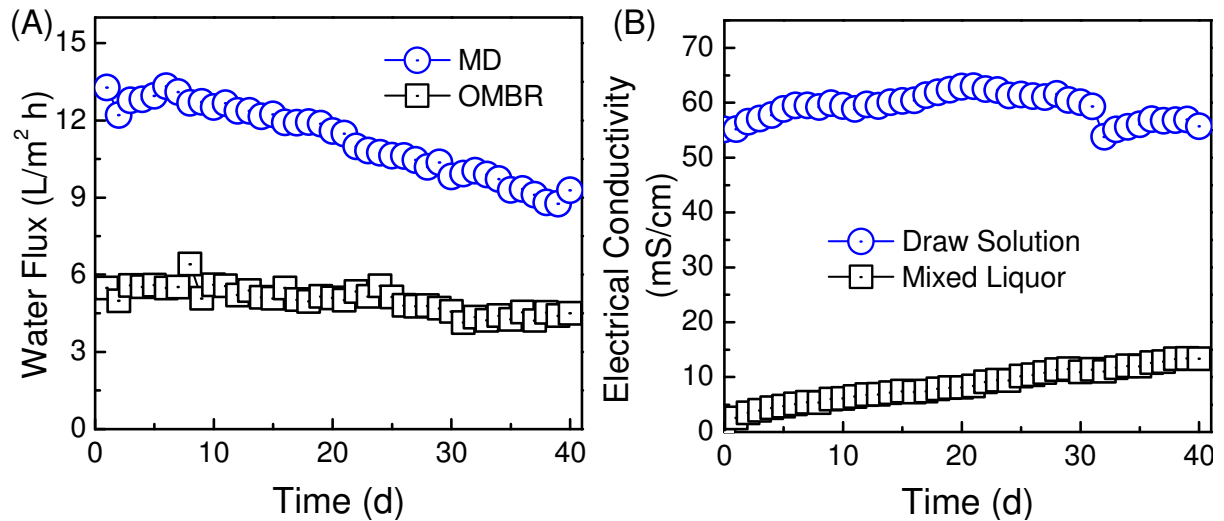 (A)
15
12
9
6
3
0
Water Flux (L/m² h)
MD
OMBR
0 10 20 30 40
Time (d)
(B)
70
60
50
40
30
20
10
0
Electrical Conductivity
(mS/cm)
Draw Solution
Mixed Liquor
0 10 20 30 40
Time (d)